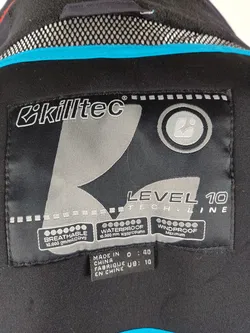 killtec
LEVEL 10
TECH-LINE
BREATHABLE
WATERPROOF
WINDPROOF
MADE IN
CHINA
FABRIQUE
EN CHINE
D : 40
US: 10